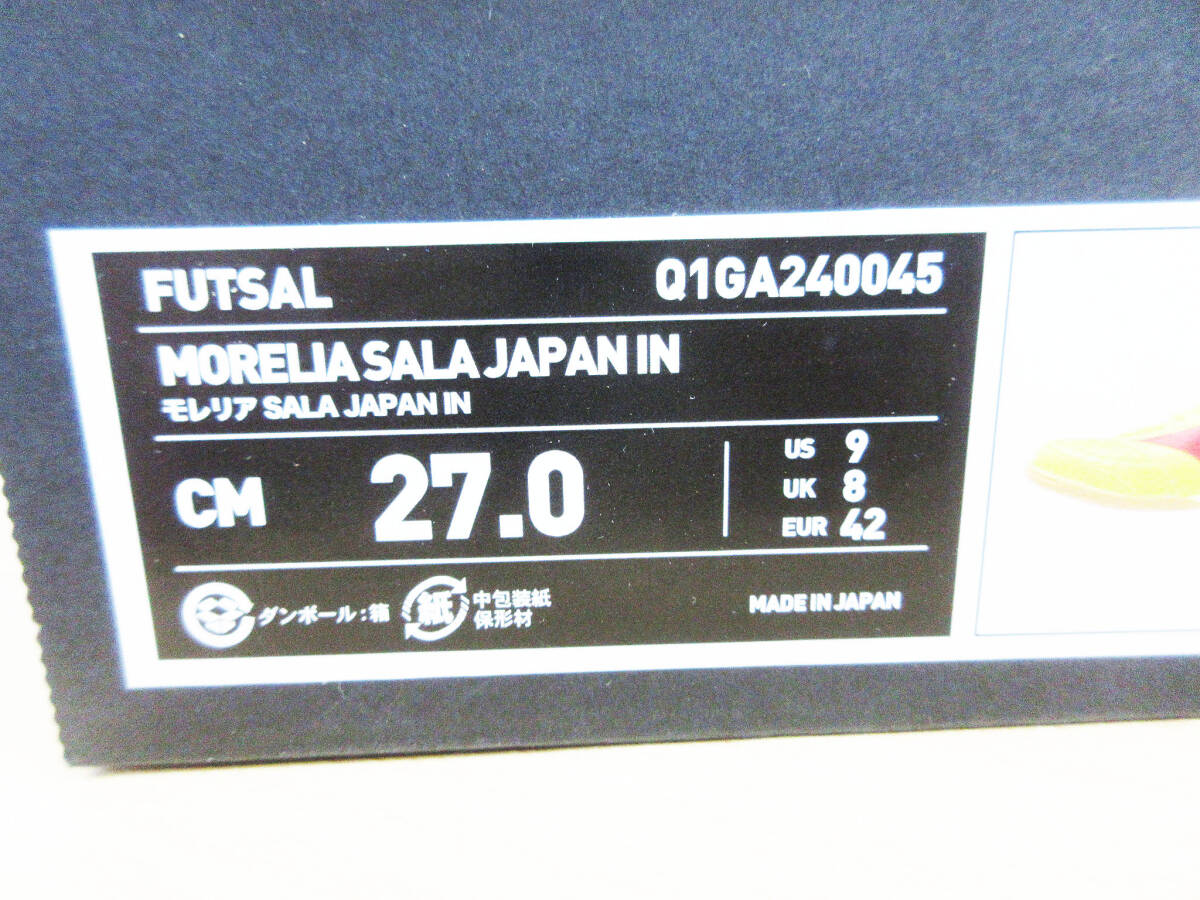 FUTSAL Q1GA240045
MORELIA SALA JAPAN IN
モレリア SALA JAPAN IN
CM 27.0
US 9
UK 8
EUR 42
ダンボール:箱
紙
中包装紙
保形材
MADE IN JAPAN